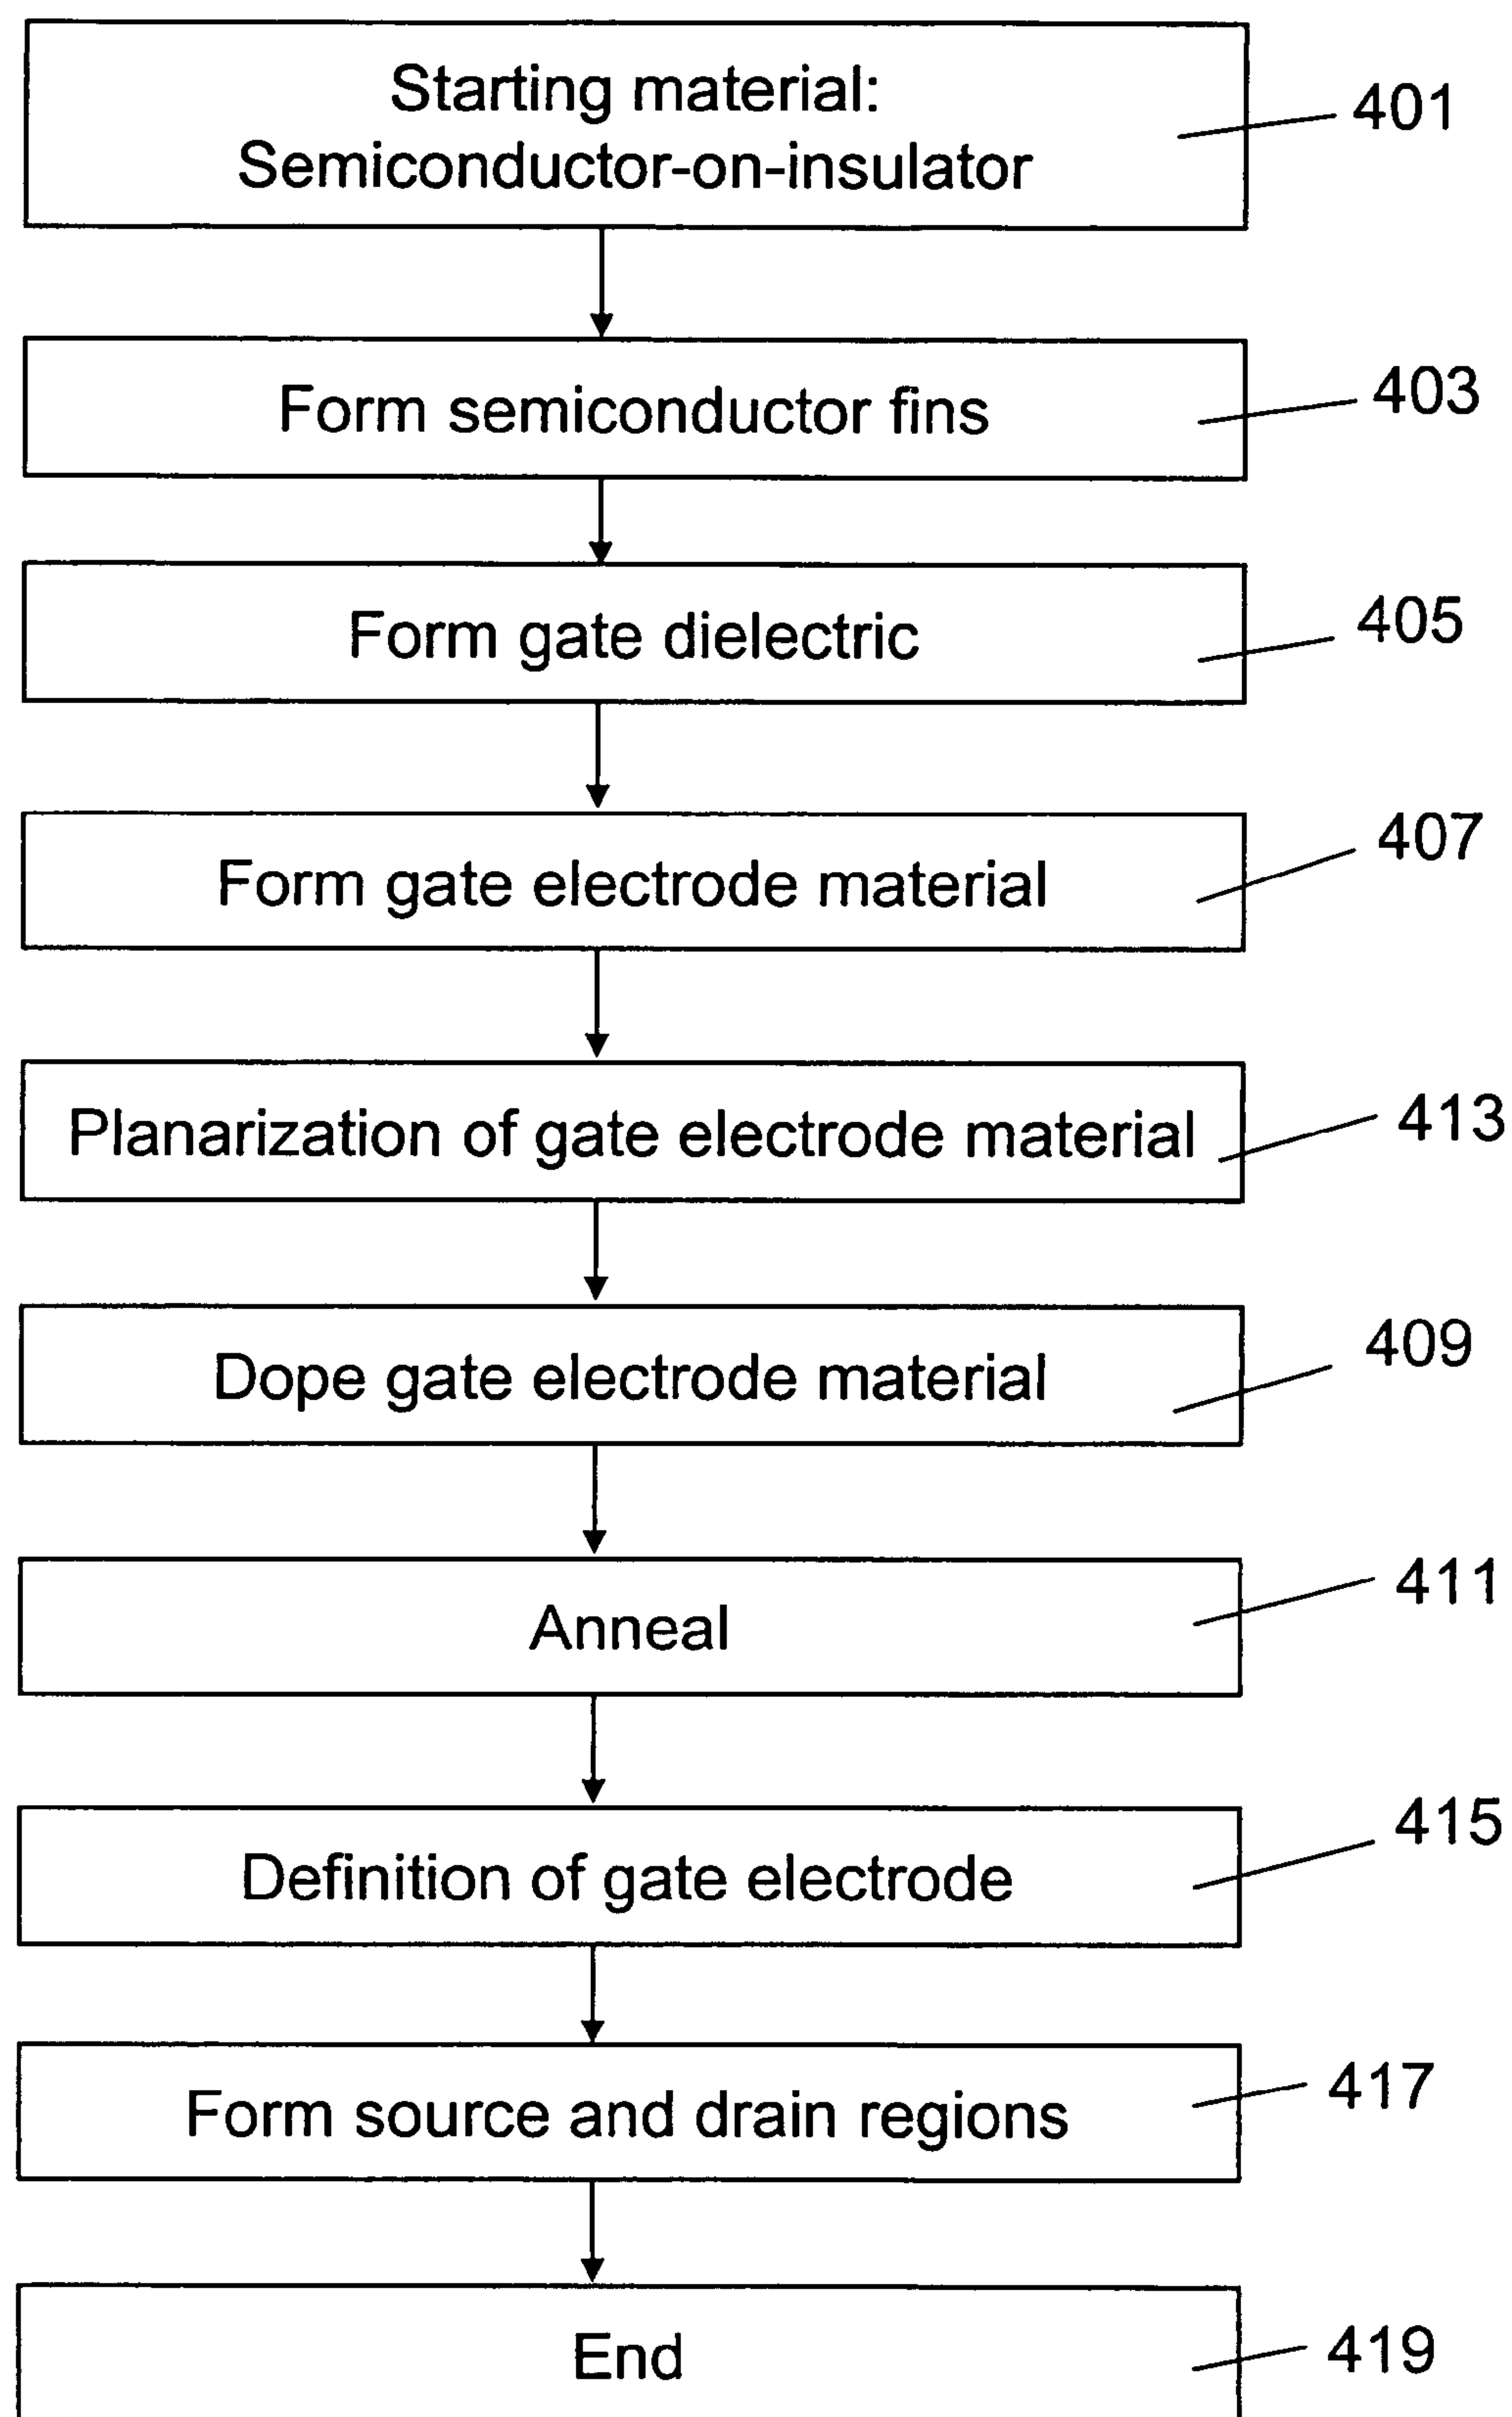 Starting material:
Semiconductor-on-insulator
401
Form semiconductor fins
403
Form gate dielectric
405
Form gate electrode material
407
Planarization of gate electrode material
413
Dope gate electrode material
409
Anneal
411
Definition of gate electrode
415
Form source and drain regions
417
End
419